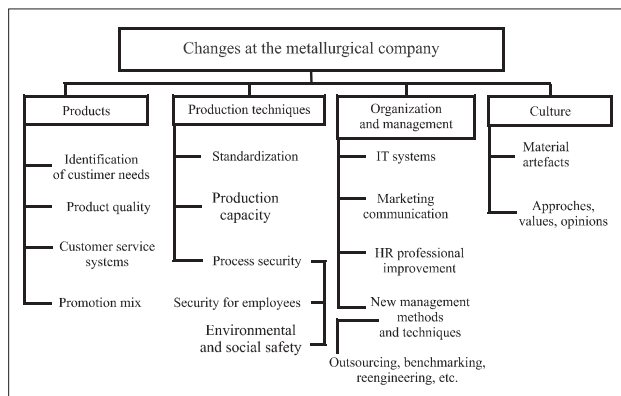 Changes at the metallurgical company
Products
Identification
of custimer needs
Product quality
Customer service
systems
Promotion mix
Production techniques
Standardization
Production
capacity
Process security
Security for employees
Environmental
and social safety
Organization
and management
IT systems
Marketing
communication
HR professional
improvement
New management
methods
and techniques
Outsourcing, benchmarking,
reengineering, etc.
Culture
Material
artefacts
Approches,
values, opinions